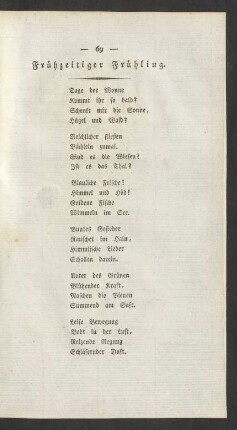 — 69 —
Frühzeitiger Frühling.
Tage der Wonne
Kommt ihr so bald?
Schenkt mir die Sonne,
Hügel und Wald?
Reichlicher fließen
Bächlein zumal.
Sind es die Wiesen?
Ist es das Thal?
Blauliche Frische!
Himmel und Höh!
Goldene Fische
Wimmeln im See.
Buntes Gefieder
Rauschet im Hain,
Himmlische Lieder
Schallen darein.
Unter des Grünen
Blühender Kraft,
Naschen die Bienen
Summend am Saft.
Leise Bewegung
Bebt in der Luft,
Reizende Regung
Schläfernder Duft.